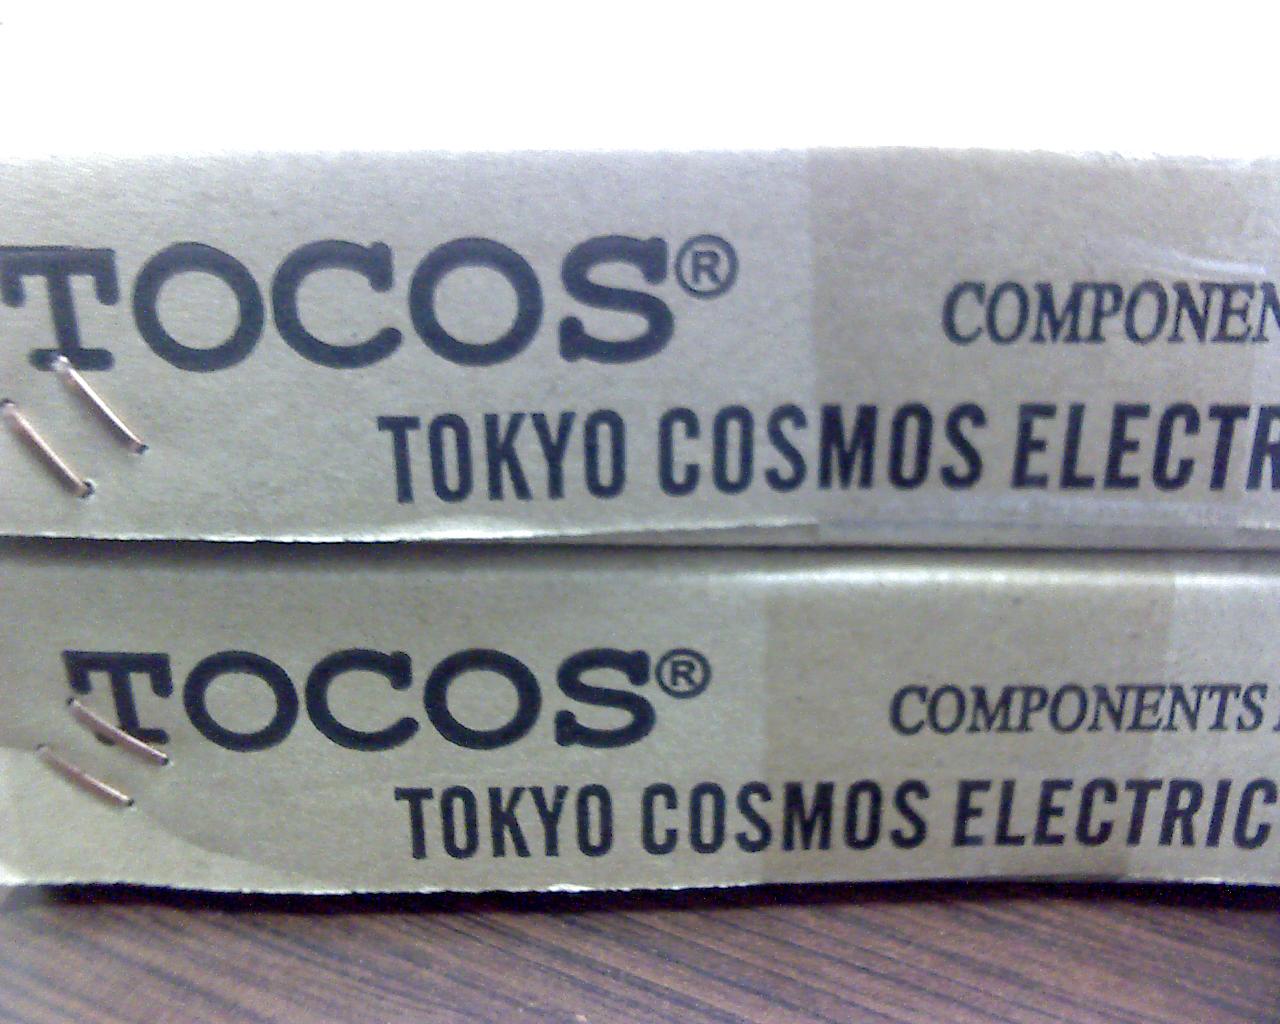 TOCOS®
COMPONEN
TOKYO COSMOS ELECTR
TOCOS®
COMPONENTS
TOKYO COSMOS ELECTRIC